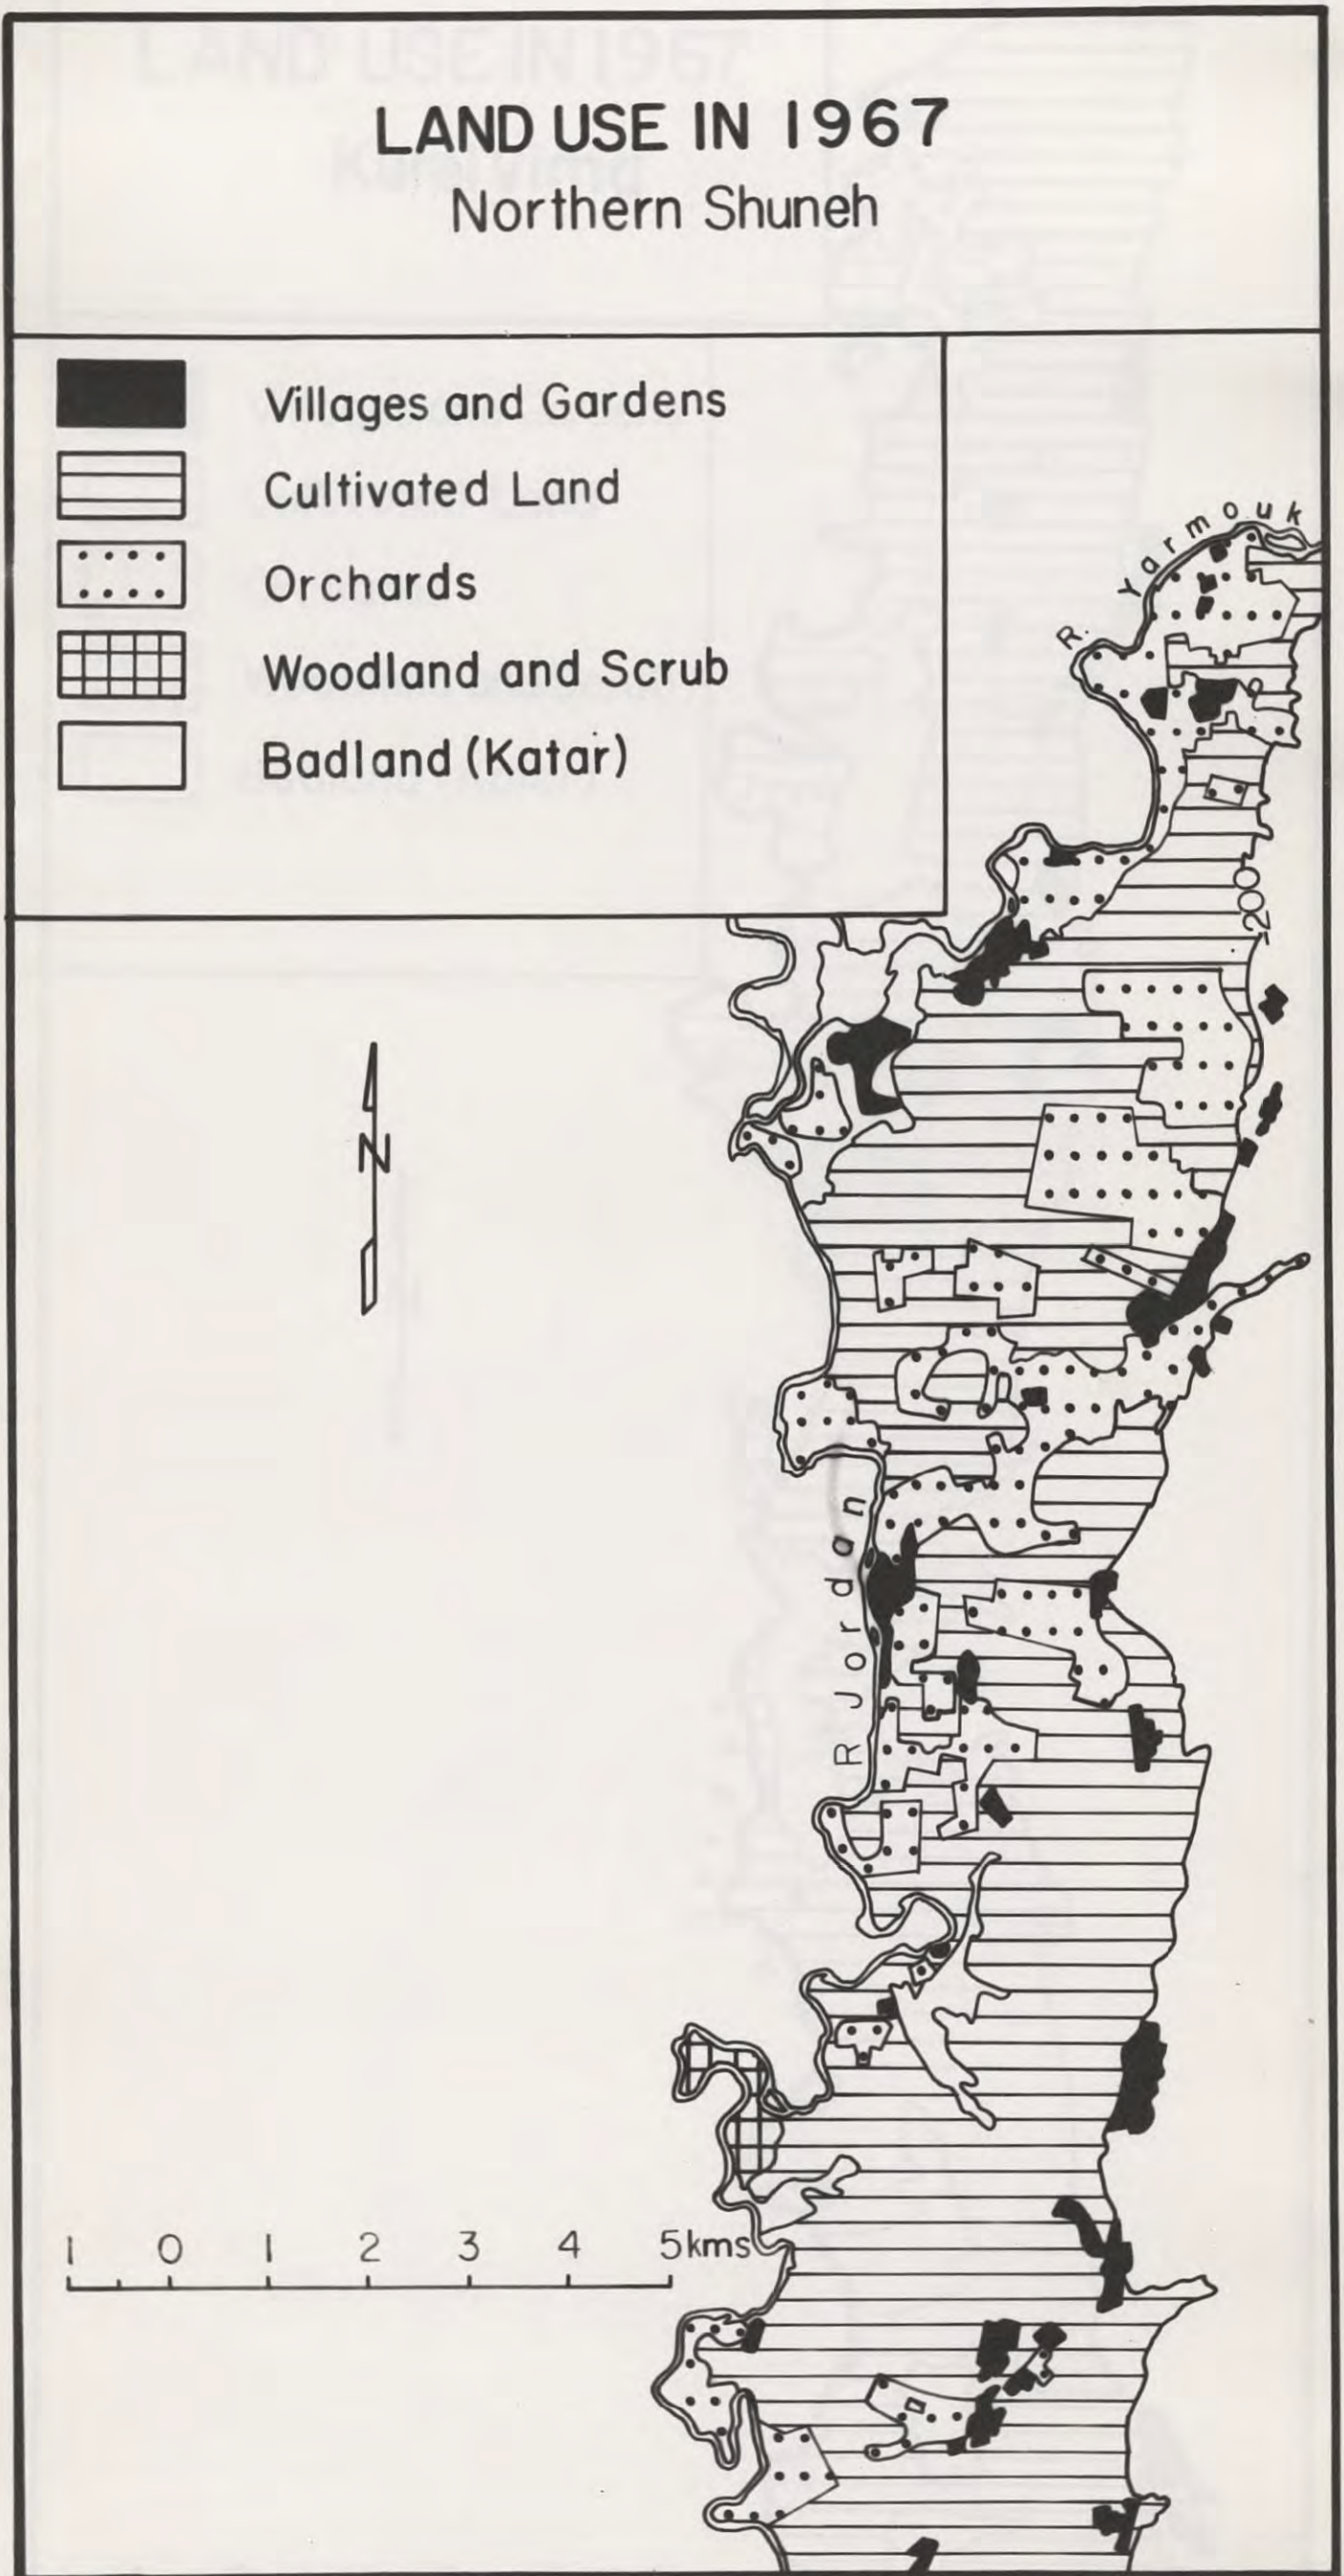 LAND USE IN 1967
Northern Shuneh
Villages and Gardens
Cultivated Land
Orchards
Woodland and Scrub
Badland (Katar)
R. Yarmouk
-200
N
R Jordan
1 0 1 2 3 4 5kms